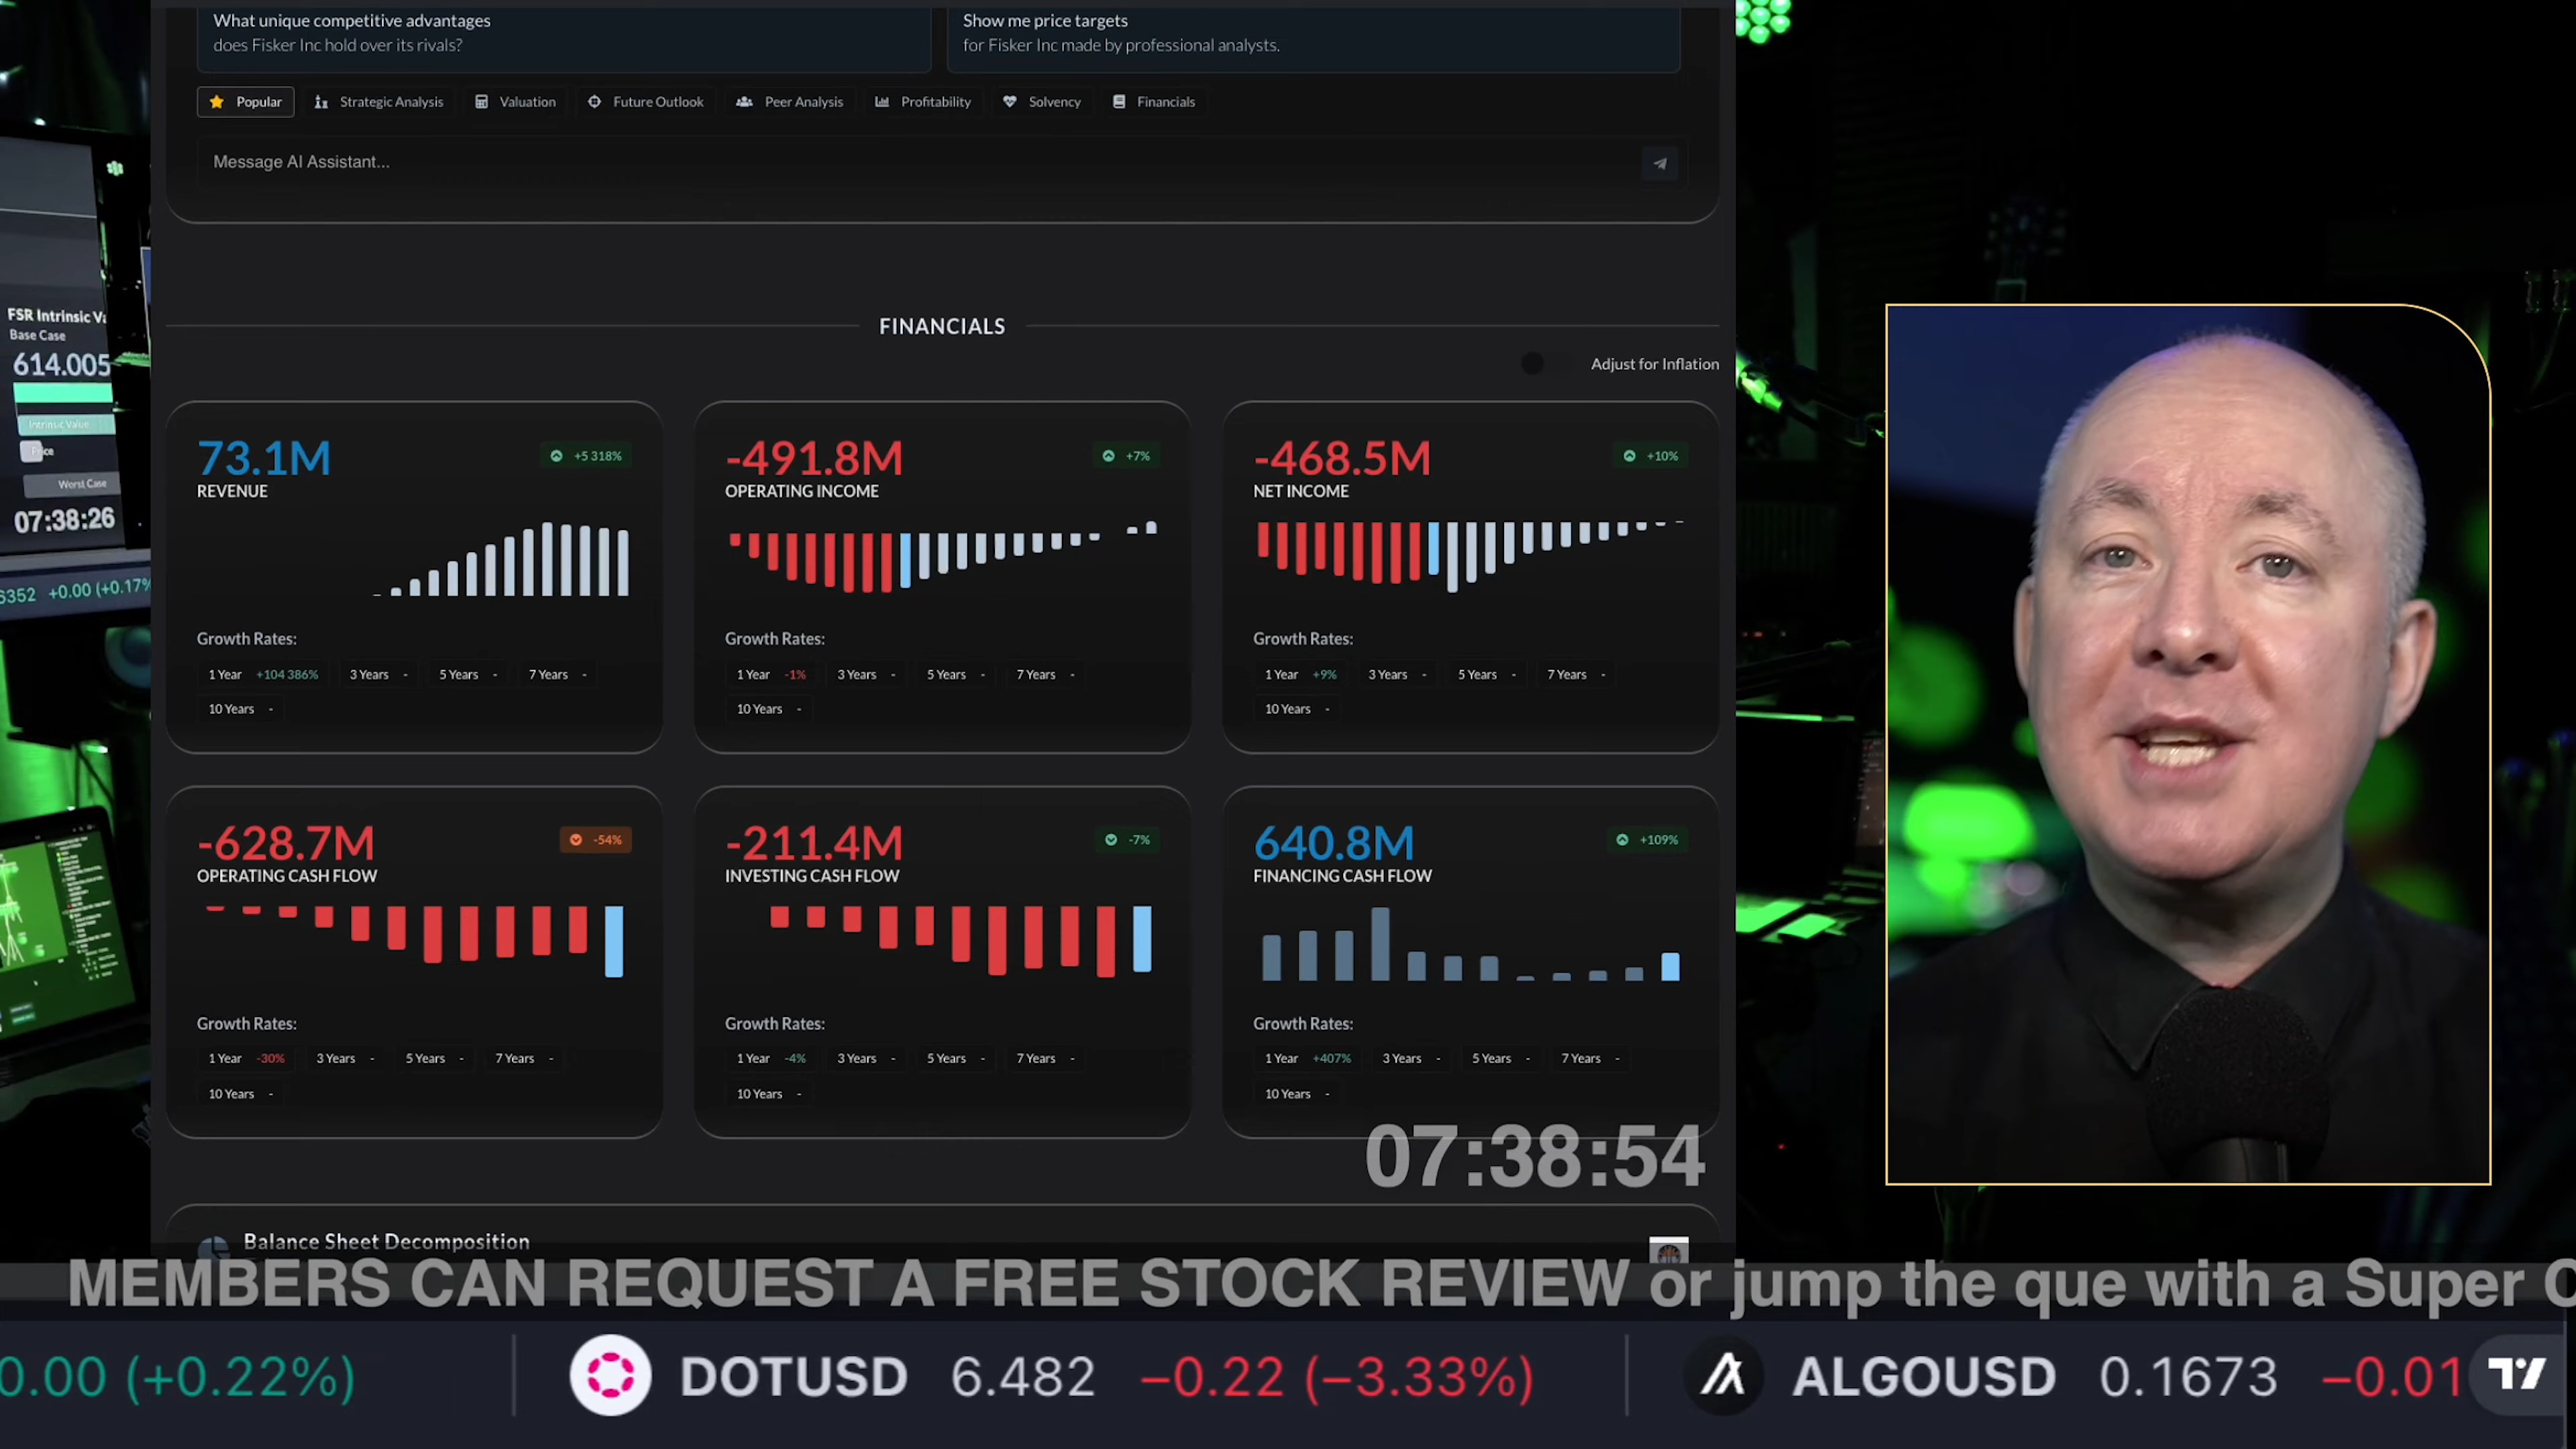 What unique competitive advantages
does Fisker Inc hold over its rivals?
Show me price targets
for Fisker Inc made by professional analysts.
Popular Strategic Analysis Valuation Future Outlook Peer Analysis Profitability Solvency Financials
Message AI Assistant...
FINANCIALS
Adjust for Inflation
73.1M
+5 318%
REVENUE
Growth Rates:
1 Year +104 386% 3 Years - 5 Years - 7 Years -
10 Years -
-491.8M
+7%
OPERATING INCOME
Growth Rates:
1 Year -1% 3 Years - 5 Years - 7 Years -
10 Years -
-468.5M
+10%
NET INCOME
Growth Rates:
1 Year +9% 3 Years - 5 Years - 7 Years -
10 Years -
-628.7M
-54%
OPERATING CASH FLOW
Growth Rates:
1 Year -30% 3 Years - 5 Years - 7 Years -
10 Years -
-211.4M
-7%
INVESTING CASH FLOW
Growth Rates:
1 Year -4% 3 Years - 5 Years - 7 Years -
10 Years -
640.8M
+109%
FINANCING CASH FLOW
Growth Rates:
1 Year +407% 3 Years - 5 Years - 7 Years -
10 Years -
07:38:54
Balance Sheet Decomposition
FSR Intrinsic Va
Base Case
614.005
Intrinsic Value
Worst Case
07:38:26
6352 +0.00 (+0.17%
MEMBERS CAN REQUEST A FREE STOCK REVIEW or jump the que with a Super C
0.00 (+0.22%) DOTUSD 6.482 −0.22 (−3.33%) ALGOUSD 0.1673 −0.01